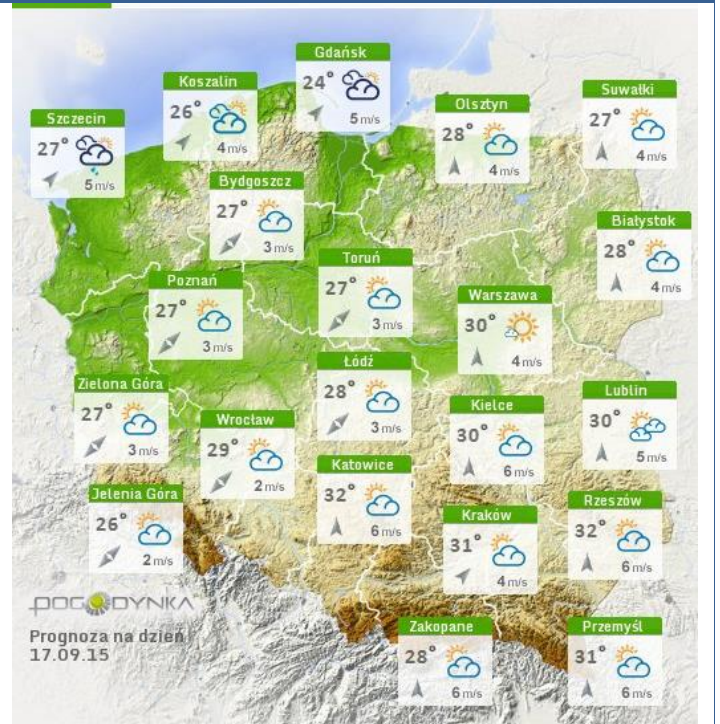 Gdańsk
24°
5 m/s
Koszalin
26°
4 m/s
Suwałki
27°
4 m/s
Olsztyn
28°
4 m/s
Szczecin
27°
5 m/s
Bydgoszcz
27°
3 m/s
Białystok
28°
4 m/s
Toruń
27°
3 m/s
Poznań
27°
3 m/s
Warszawa
30°
4 m/s
Łódź
28°
3 m/s
Zielona Góra
27°
3 m/s
Lublin
30°
5 m/s
Kielce
30°
6 m/s
Wrocław
29°
2 m/s
Katowice
32°
6 m/s
Jelenia Góra
26°
2 m/s
Rzeszów
32°
6 m/s
Kraków
31°
4 m/s
POGODYNKA
Prognoza na dzień
17.09.15
Zakopane
28°
6 m/s
Przemyśl
31°
6 m/s